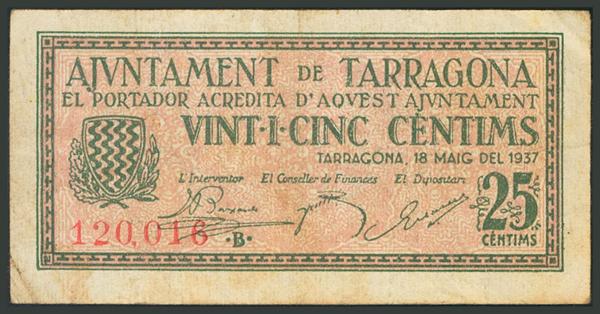 AJVNTAMENT DE TARRAGONA
EL PORTADOR ACREDITA D'AQVEST AJVNTAMENT
VINT·I·CINC CÈNTIMS
TARRAGONA, 18 MAIG DEL 1937
L'Interventor El Conseller de Finances El Dipositari
120,016 ·B·
25
CÈNTIMS